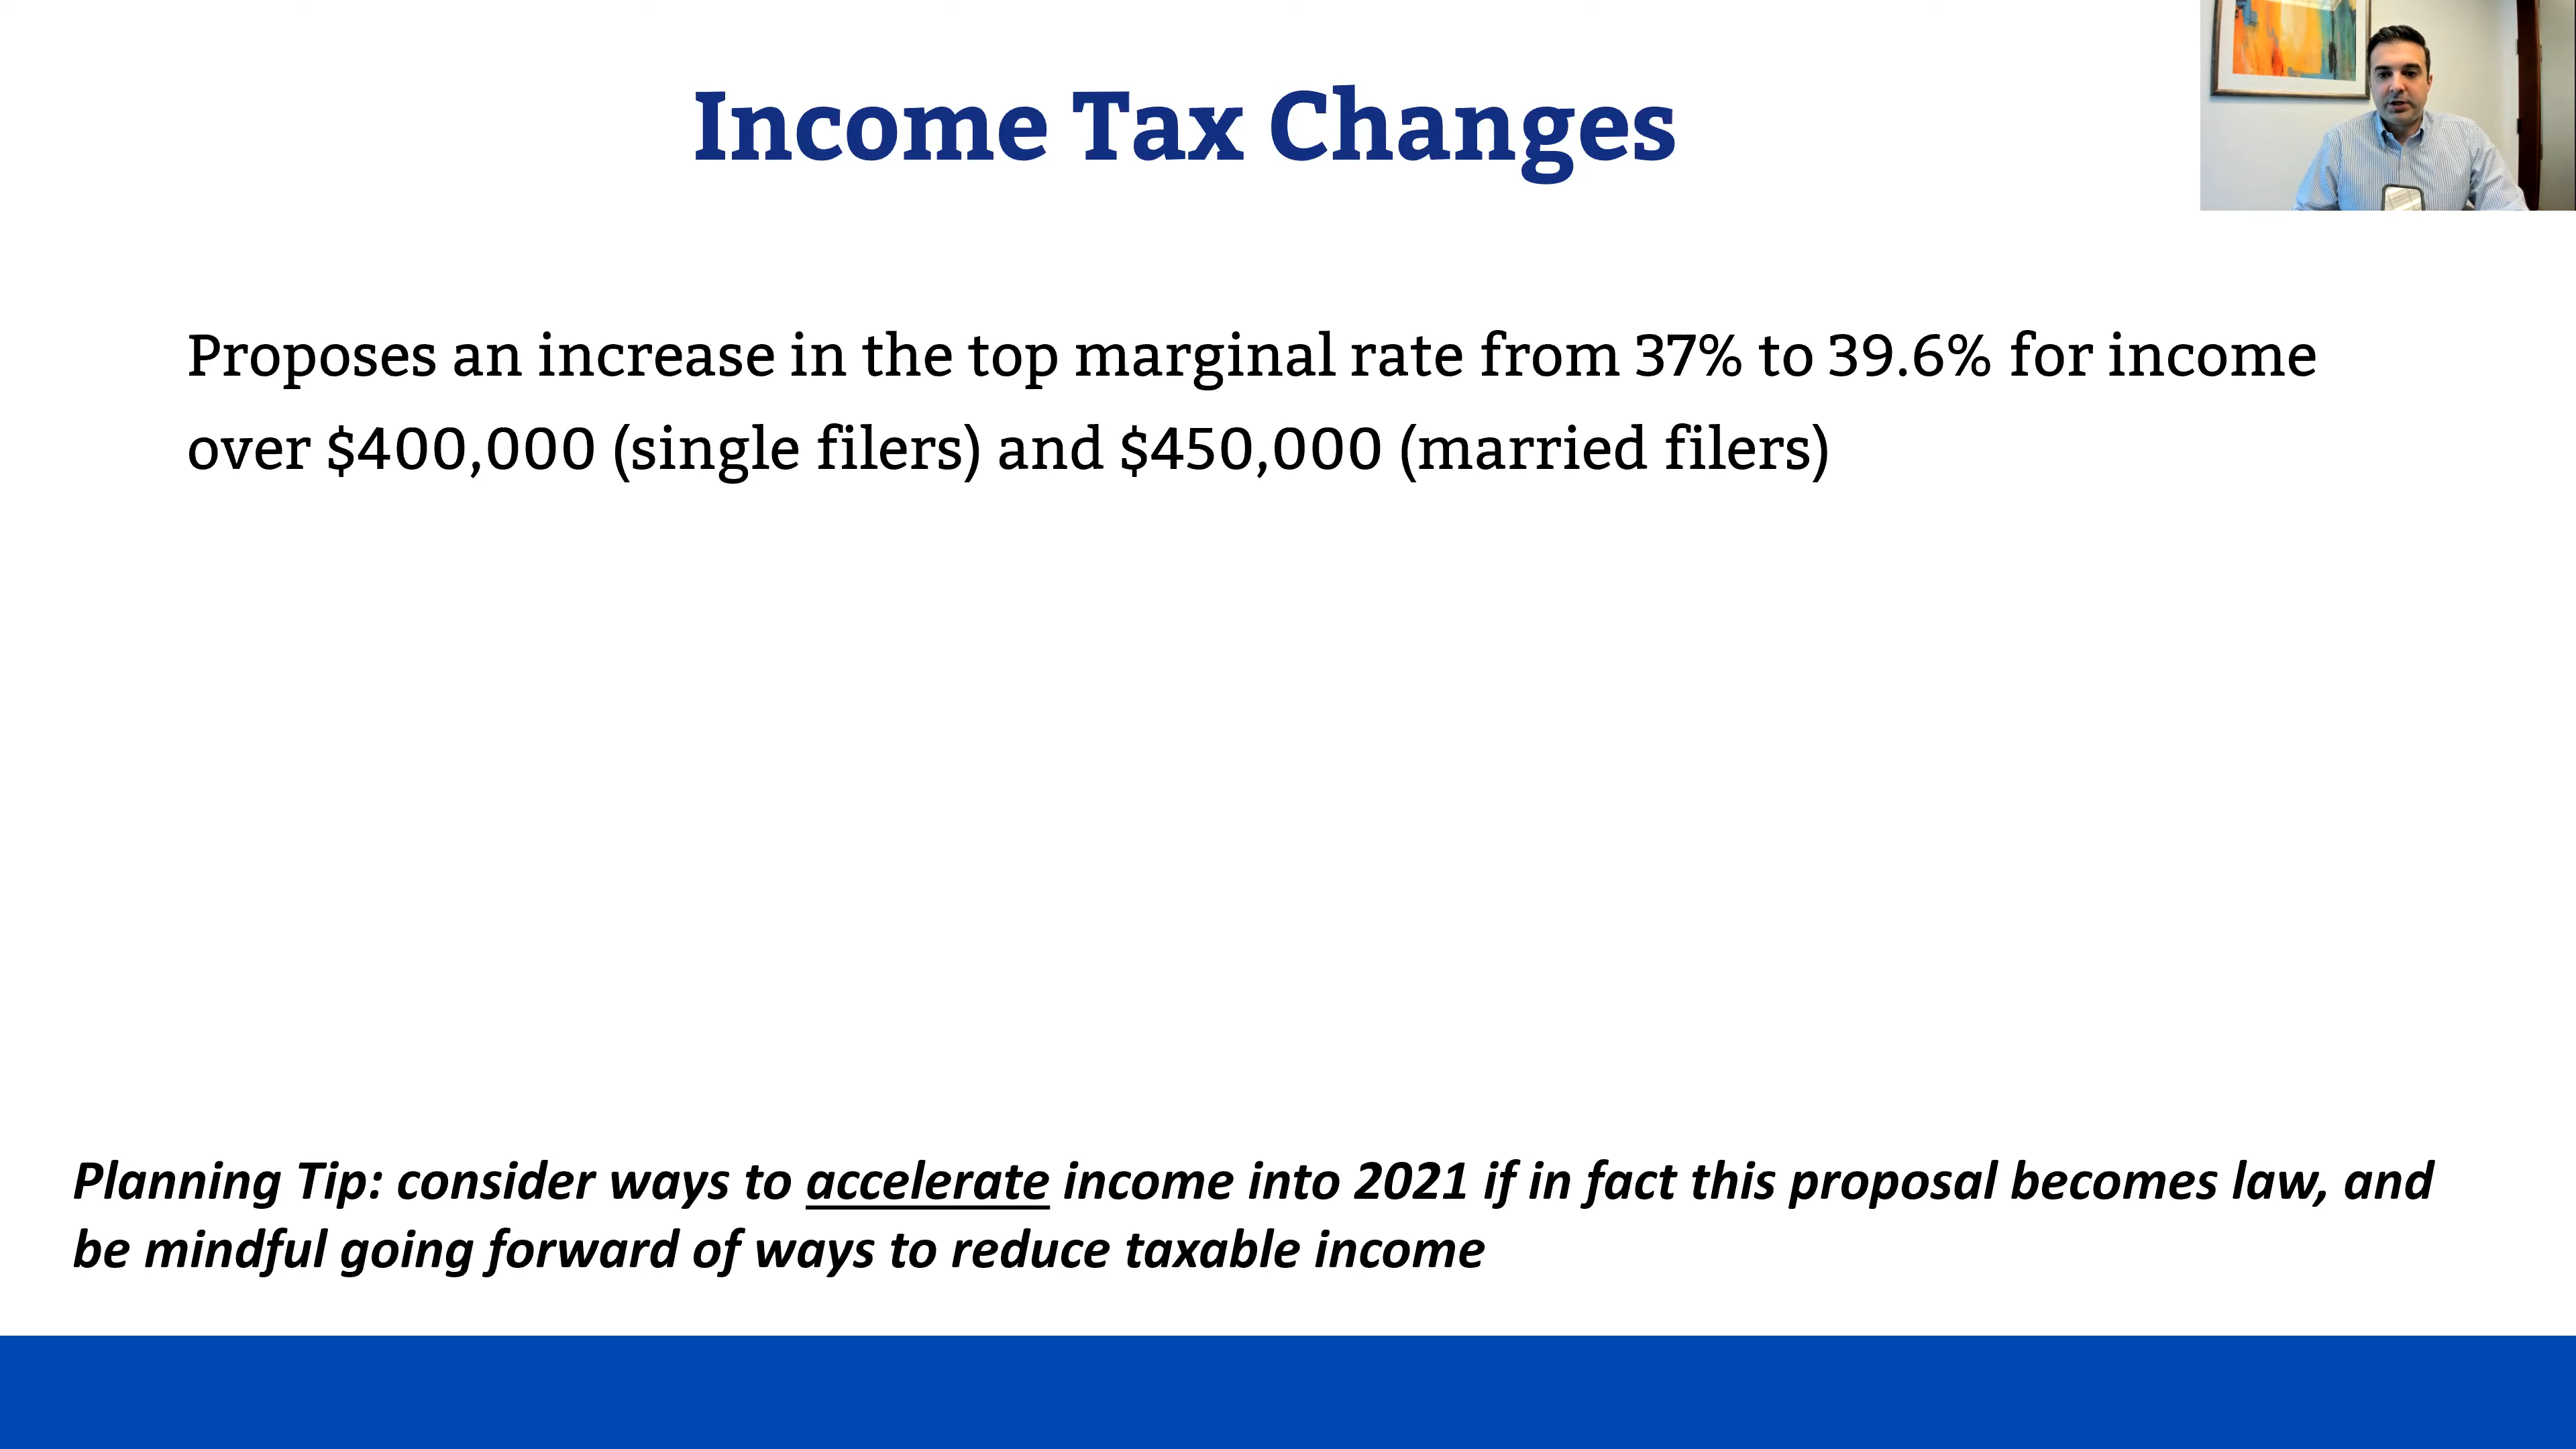 Income Tax Changes
Proposes an increase in the top marginal rate from 37% to 39.6% for income
over $400,000 (single filers) and $450,000 (married filers)
Planning Tip: consider ways to accelerate income into 2021 if in fact this proposal becomes law, and
be mindful going forward of ways to reduce taxable income